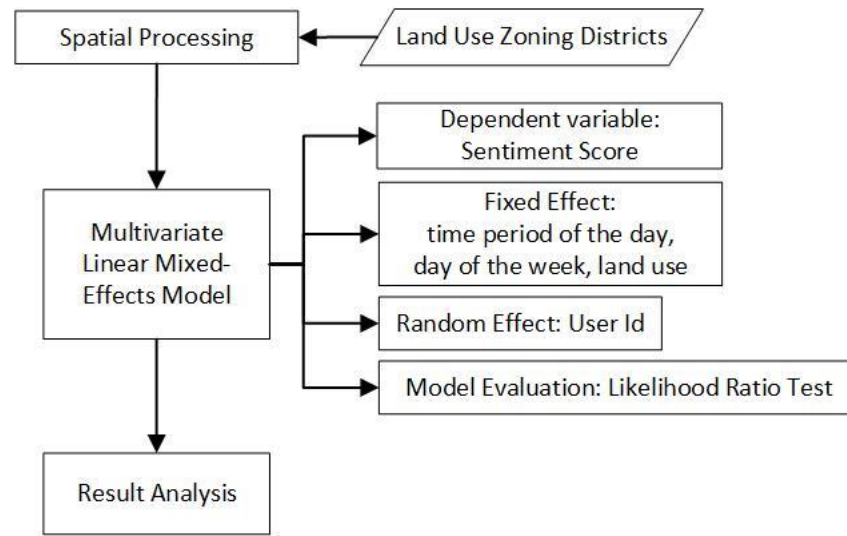 Spatial Processing
Land Use Zoning Districts
Dependent variable:
Sentiment Score
Fixed Effect:
time period of the day,
day of the week, land use
Multivariate
Linear Mixed-
Effects Model
Random Effect: User Id
Model Evaluation: Likelihood Ratio Test
Result Analysis